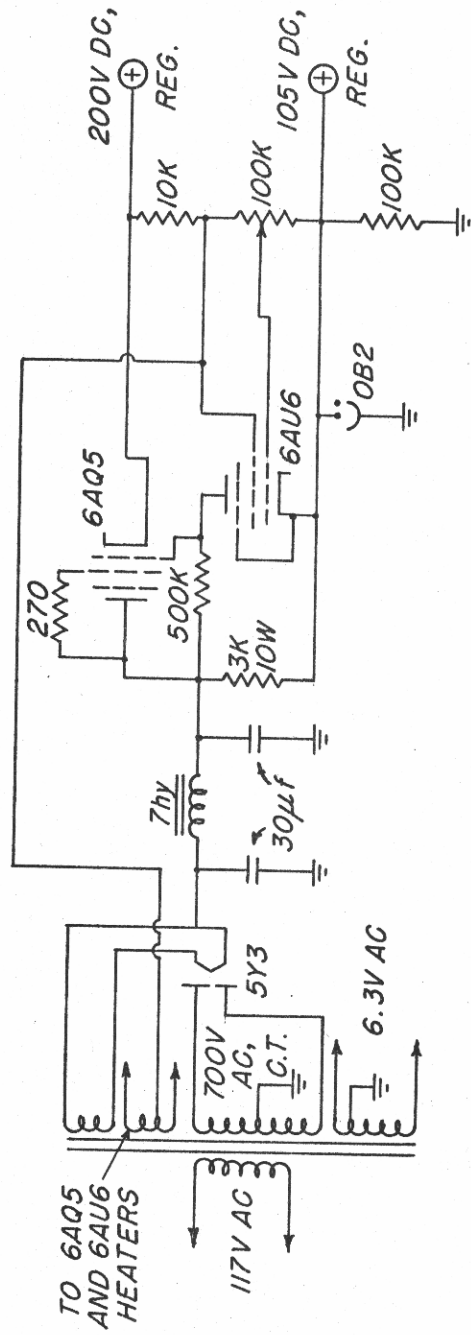 TO 6AQ5
AND 6AU6
HEATERS
117V AC
700V
AC,
C.T.
6.3V AC
5Y3
7hy
30µf
3K
10W
270
500K
6AQ5
6AU6
OB2
200V DC,
REG.
10K
100K
105V DC,
REG.
100K